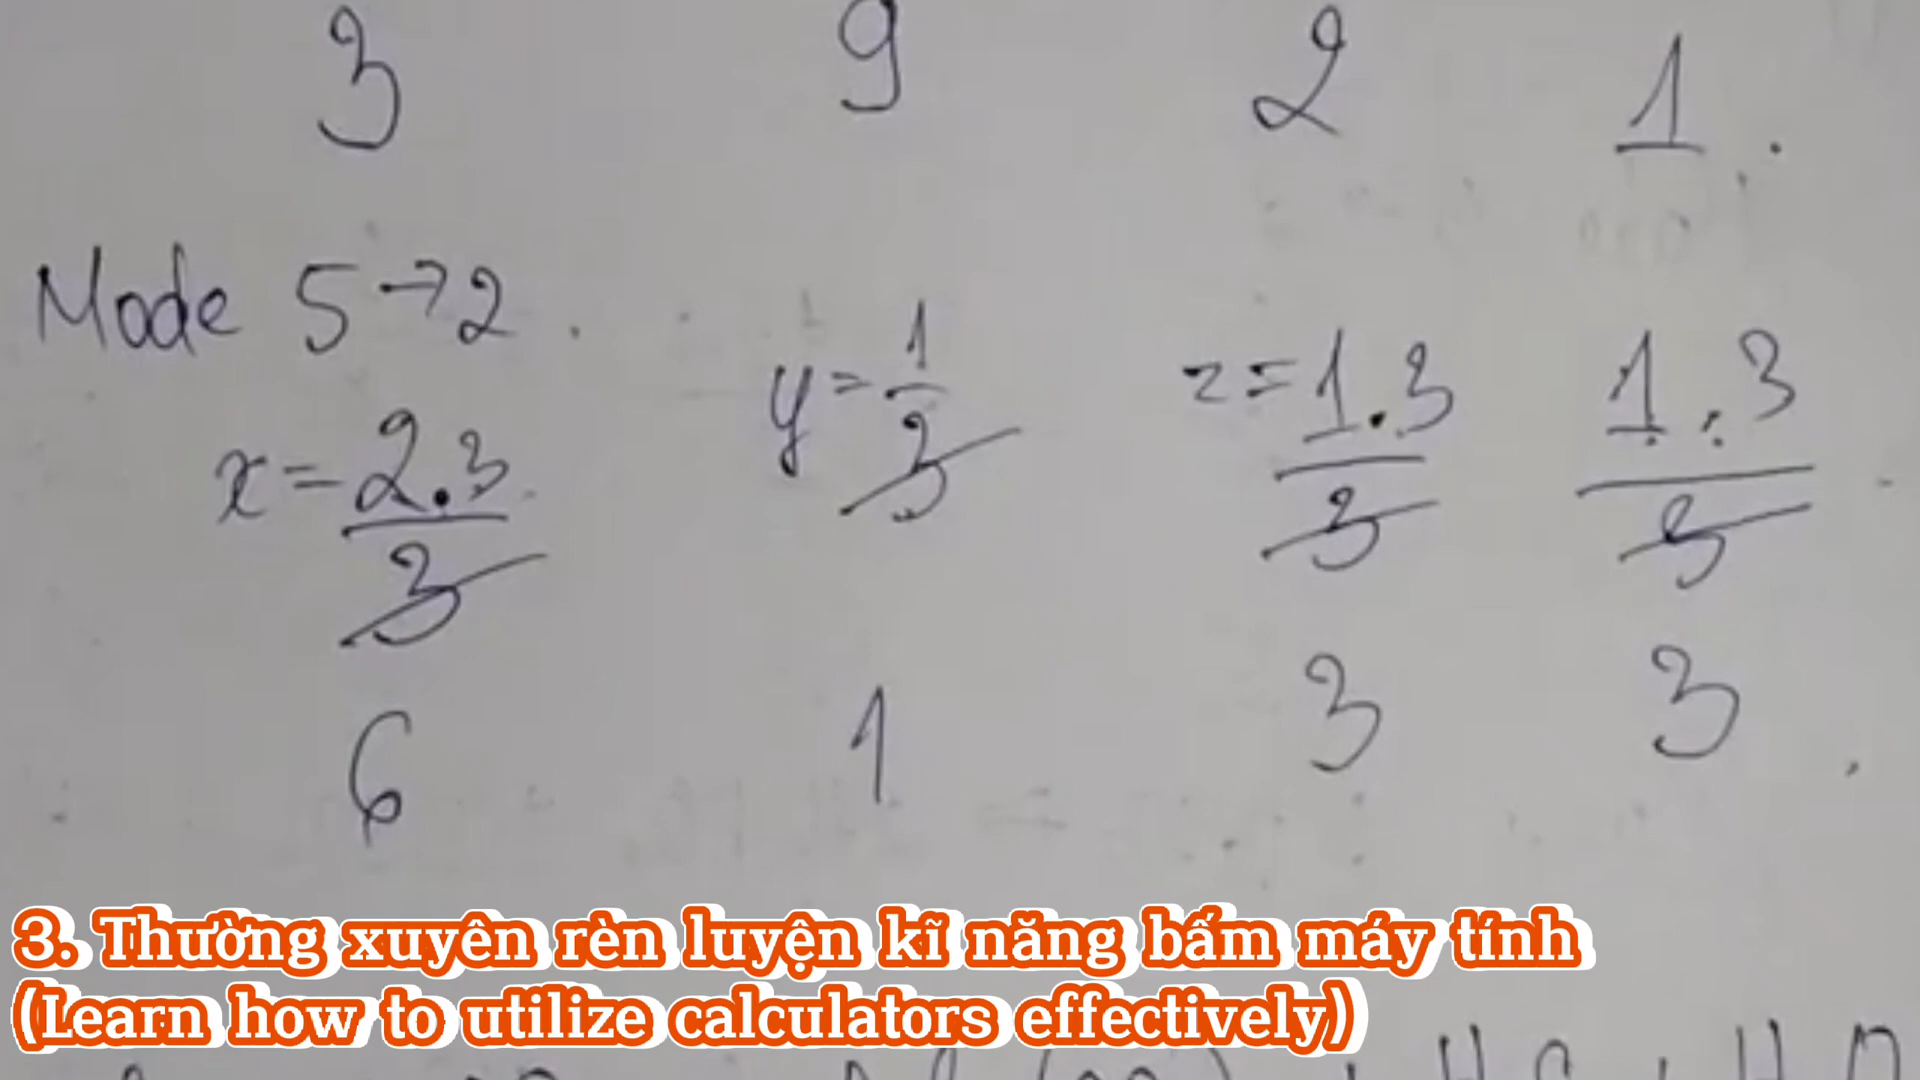 3 9 2 1.
Mode 5→2.
x = 2.3/3 y = 1/3 z = 1.3/3 1.3/3
6 1 3 3
3. Thường xuyên rèn luyện kĩ năng bấm máy tính
(Learn how to utilize calculators effectively)